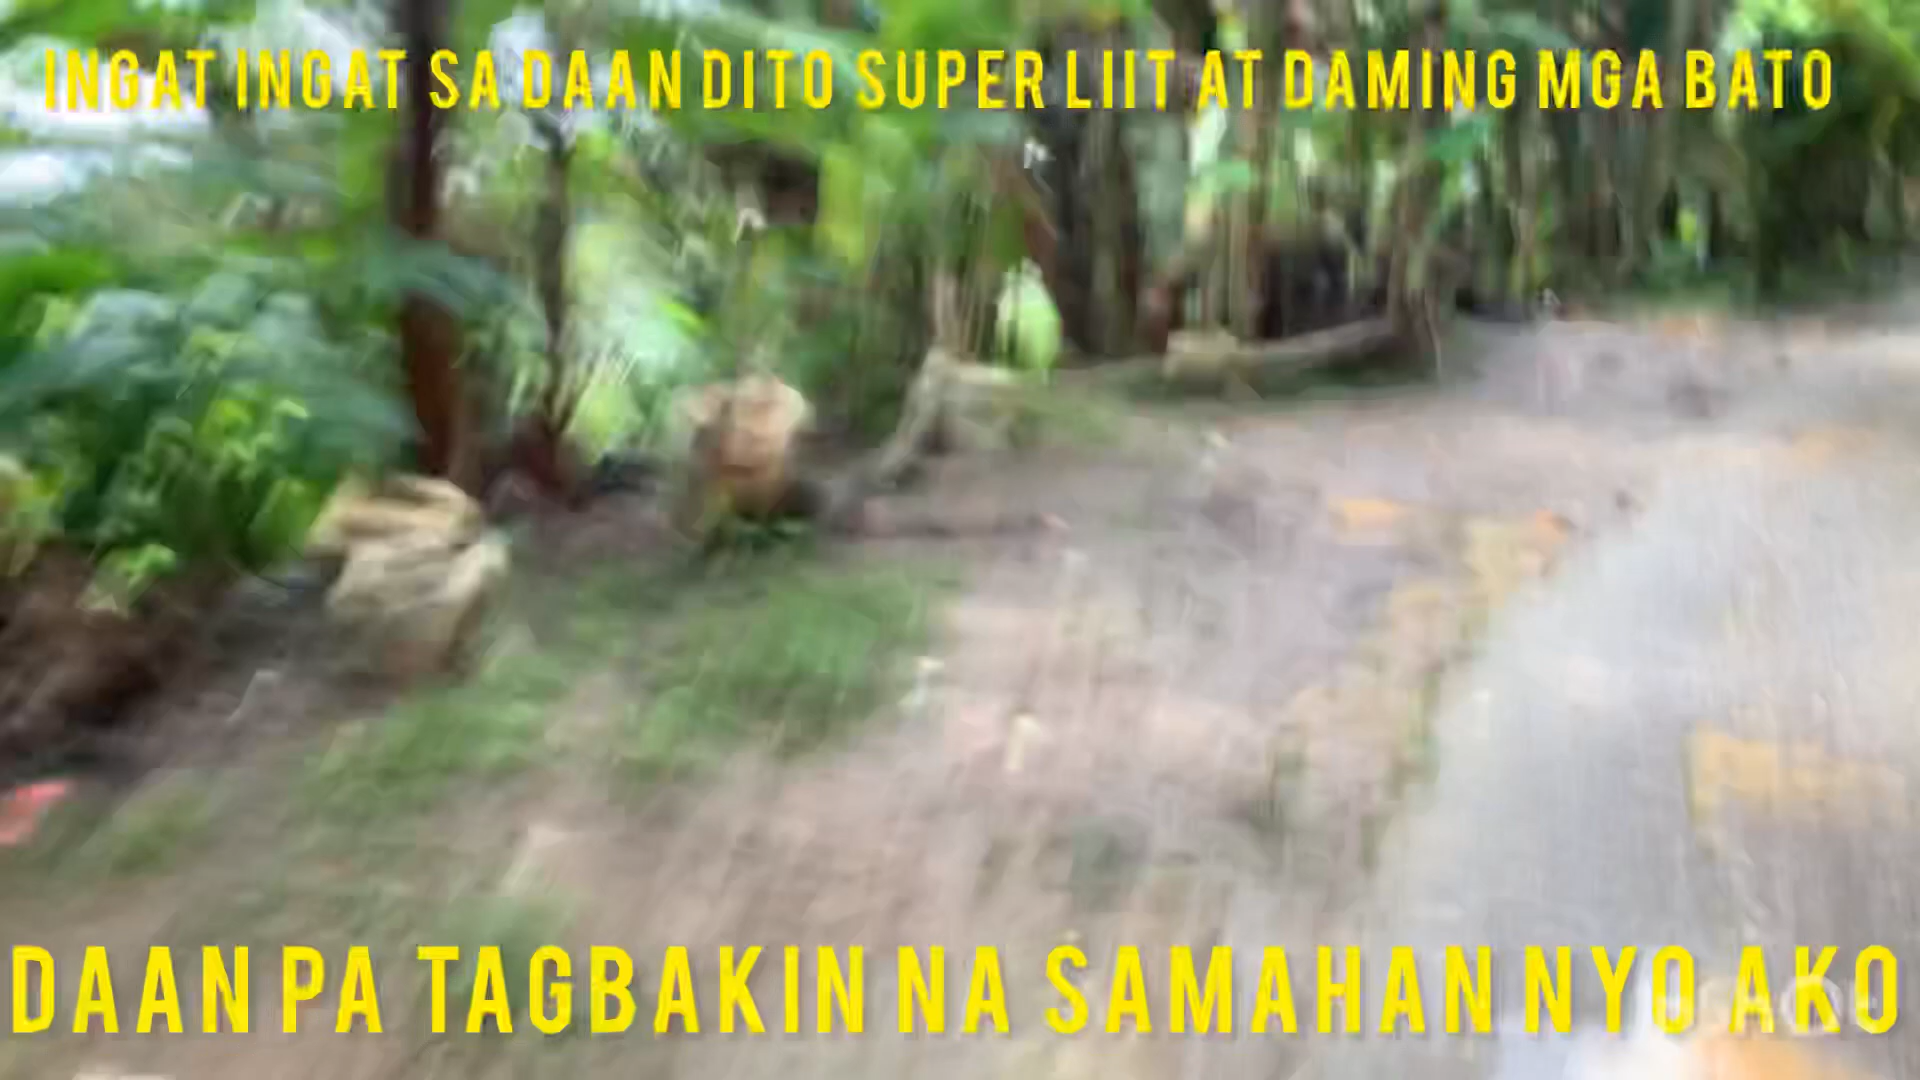 INGAT INGAT SA DAAN DITO SUPER LIIT AT DAMING MGA BATO
DAAN PA TAGBAKIN NA SAMAHAN NYO AKO